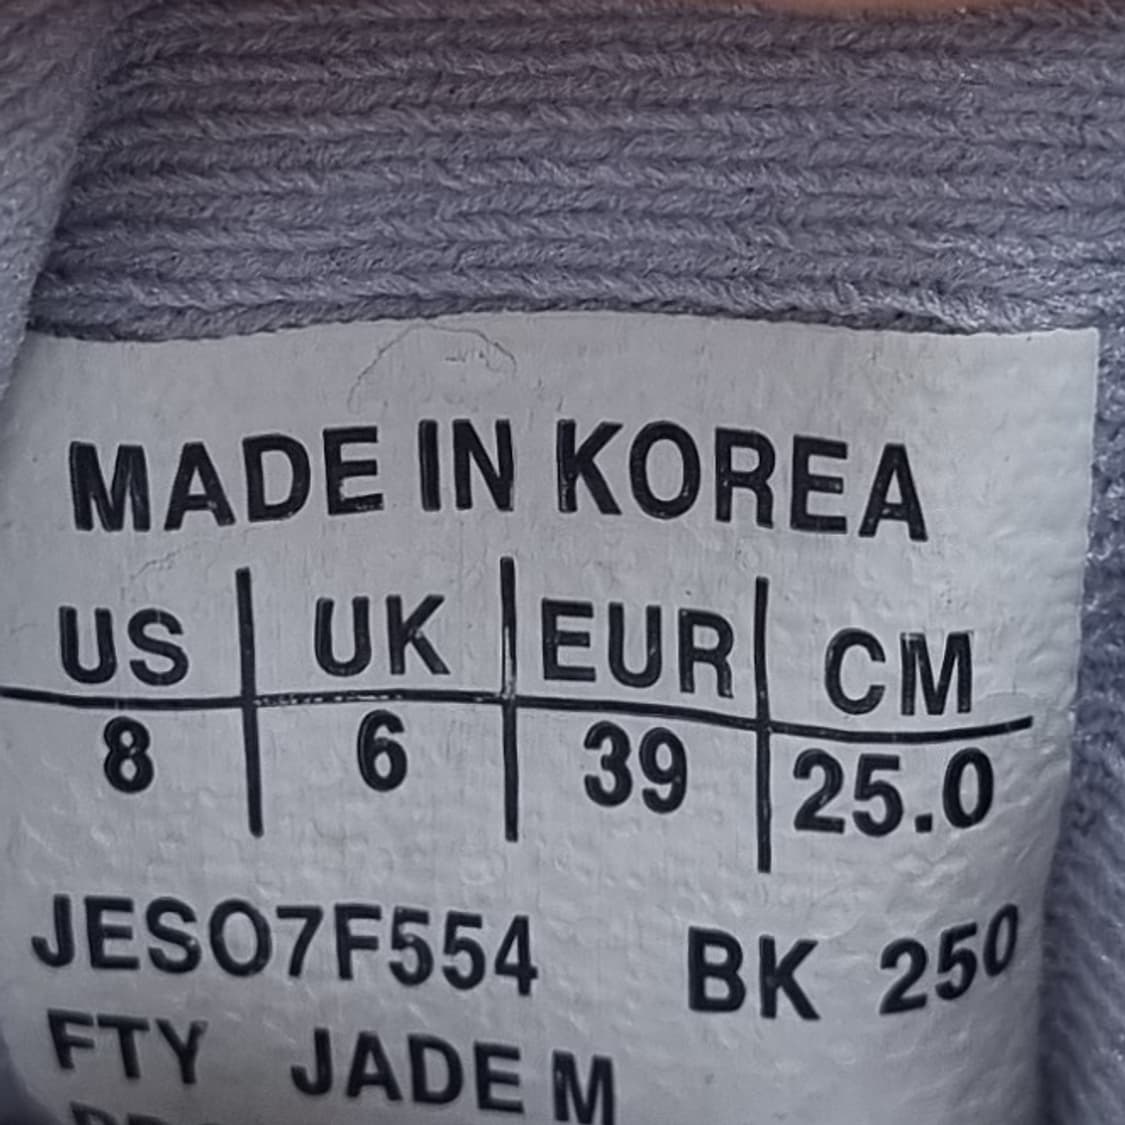 MADE IN KOREA
US UK EUR CM
8 6 39 25.0
JESO7F554 BK 250
FTY JADE M